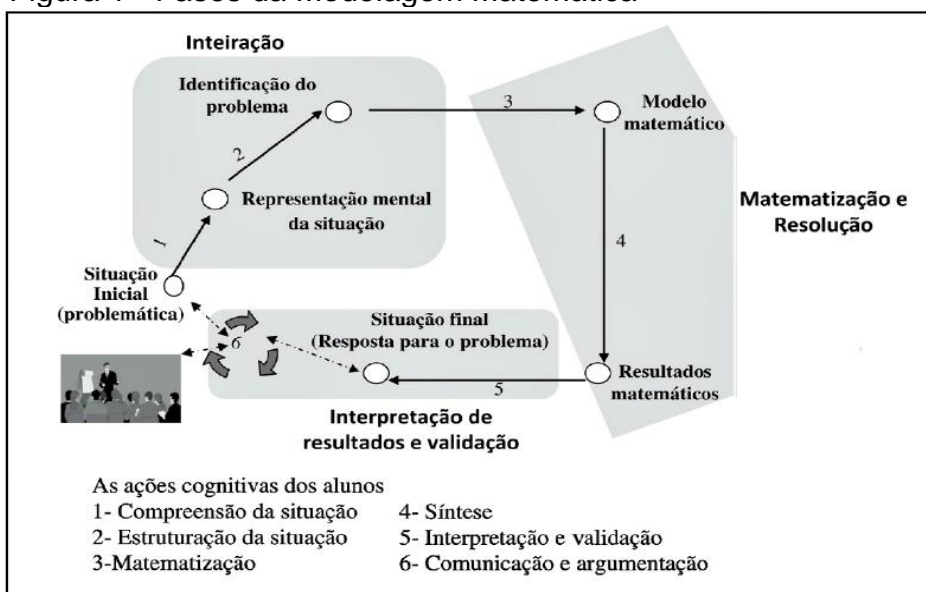 Figura 1 - Fases da Modelagem Matemática
Inteiração
Identificação do
problema
2
Representação mental
da situação
1
Situação
Inicial
(problemática)
3
Modelo
matemático
Matematização e
Resolução
4
Resultados
matemáticos
5
Situação final
(Resposta para o problema)
6
Interpretação de
resultados e validação
As ações cognitivas dos alunos
1- Compreensão da situação
2- Estruturação da situação
3-Matematização
4- Síntese
5- Interpretação e validação
6- Comunicação e argumentação